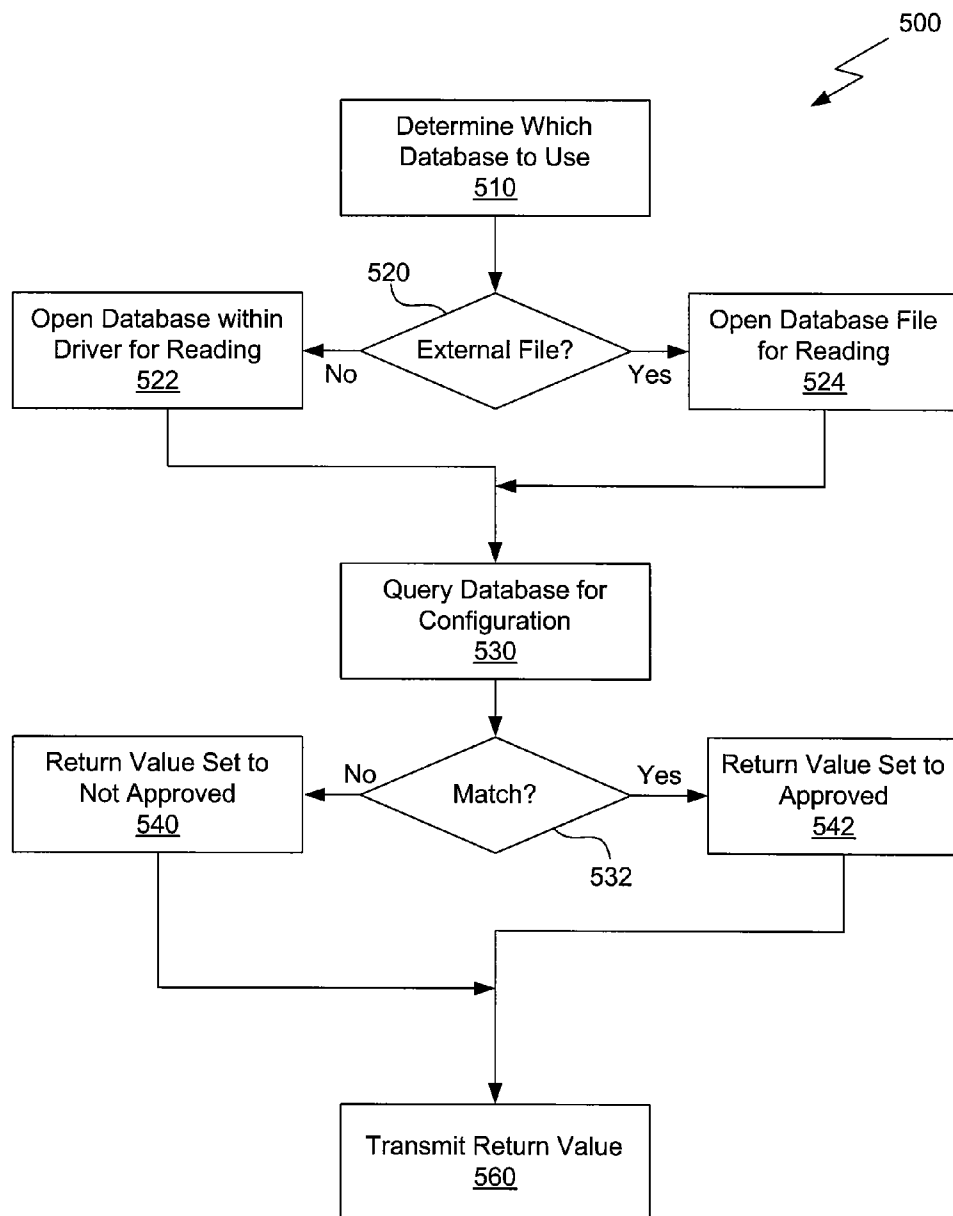 500
Determine Which
Database to Use
510
520
Open Database within
Driver for Reading
522
External File?
Open Database File
for Reading
524
No
Yes
Query Database for
Configuration
530
Return Value Set to
Not Approved
540
No
Match?
Yes
Return Value Set to
Approved
542
532
Transmit Return Value
560